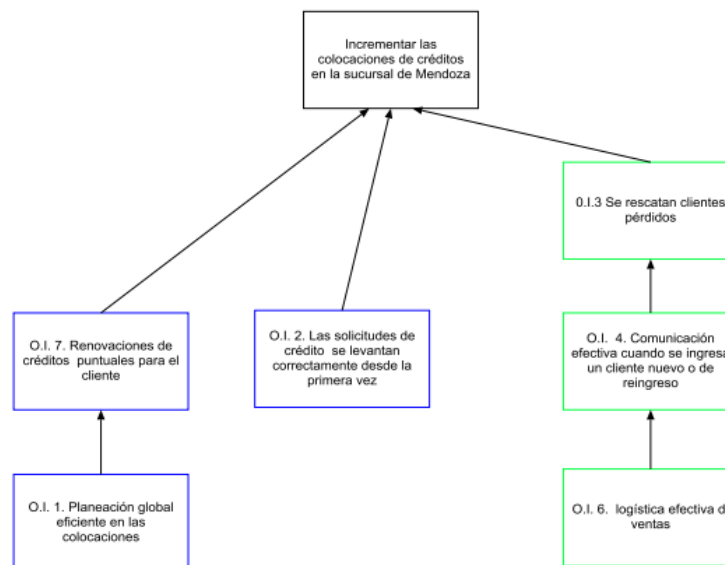 Incrementar las
colocaciones de créditos
en la sucursal de Mendoza
0.I.3 Se rescatan clientes
pérdidos
O.I. 7. Renovaciones de
créditos puntuales para el
cliente
O.I. 2. Las solicitudes de
crédito se levantan
correctamente desde la
primera vez
O.I. 4. Comunicación
efectiva cuando se ingresa
un cliente nuevo o de
reingreso
O.I. 1. Planeación global
eficiente en las
colocaciones
O.I. 6. logística efectiva d
ventas